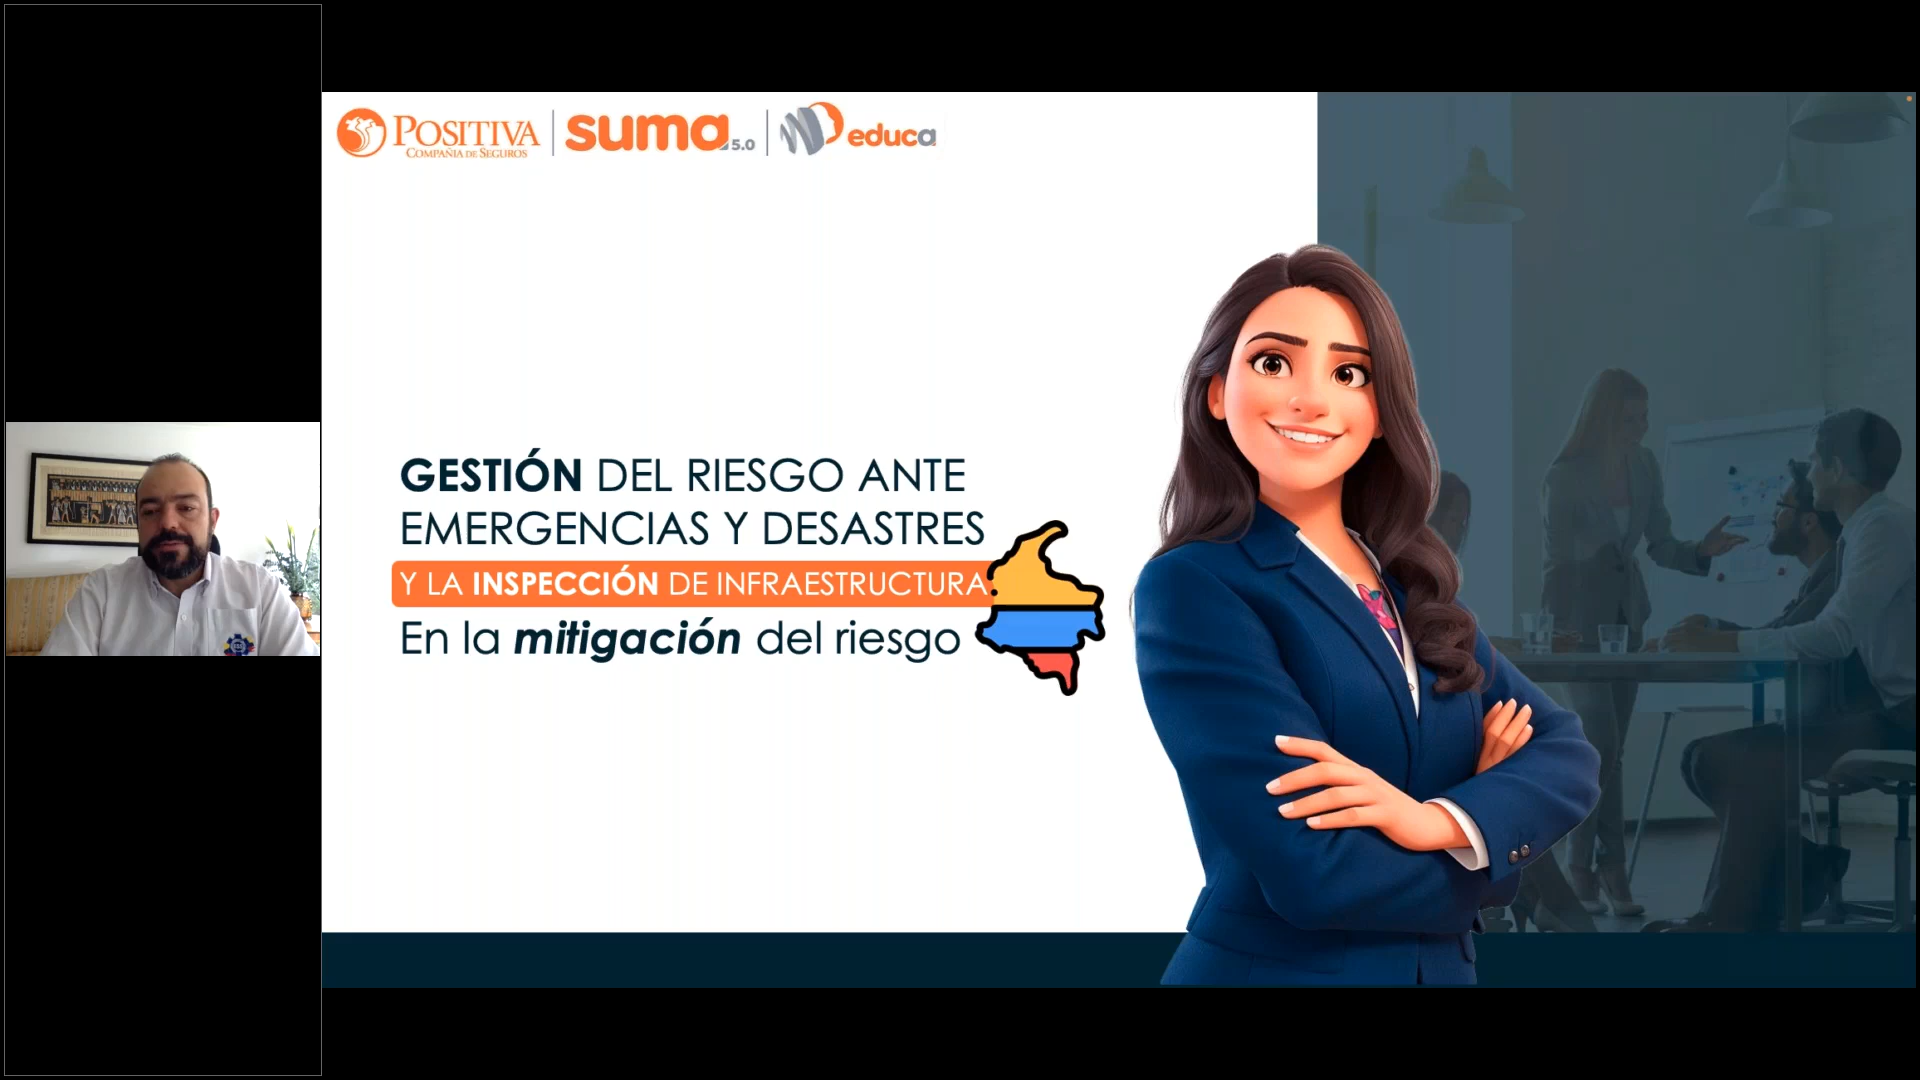 POSITIVA
COMPAÑIA DE SEGUROS
suma 5.0
educa
GESTIÓN DEL RIESGO ANTE
EMERGENCIAS Y DESASTRES
Y LA INSPECCIÓN DE INFRAESTRUCTURA
En la mitigación del riesgo